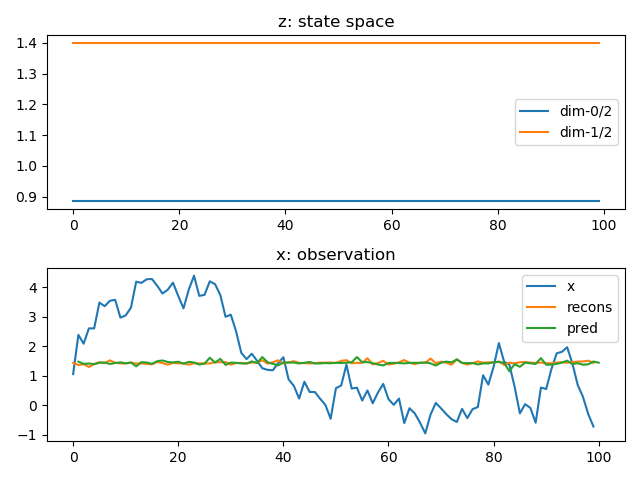 z: state space
1.4
1.3
1.2
1.1
1.0
0.9
dim-0/2
dim-1/2
0 20 40 60 80 100
x: observation
4
3
2
1
0
−1
x
recons
pred
0 20 40 60 80 100